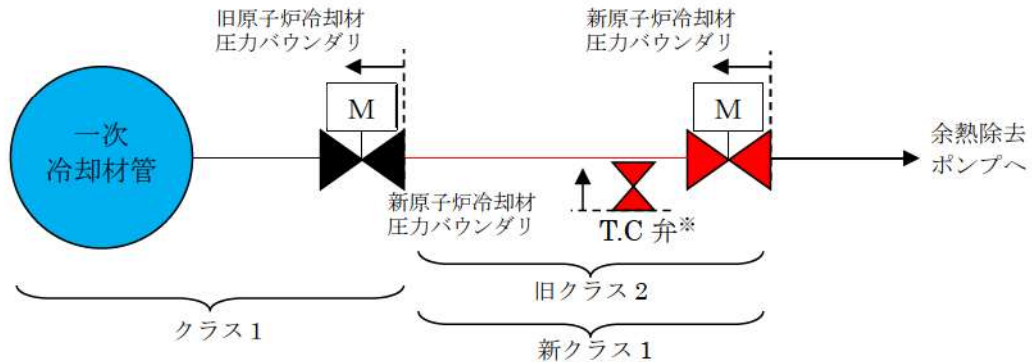 旧原子炉冷却材
圧力バウンダリ
新原子炉冷却材
圧力バウンダリ
M
M
一次
冷却材管
余熱除去
ポンプへ
新原子炉冷却材
圧力バウンダリ
T.C 弁※
旧クラス 2
クラス 1
新クラス 1